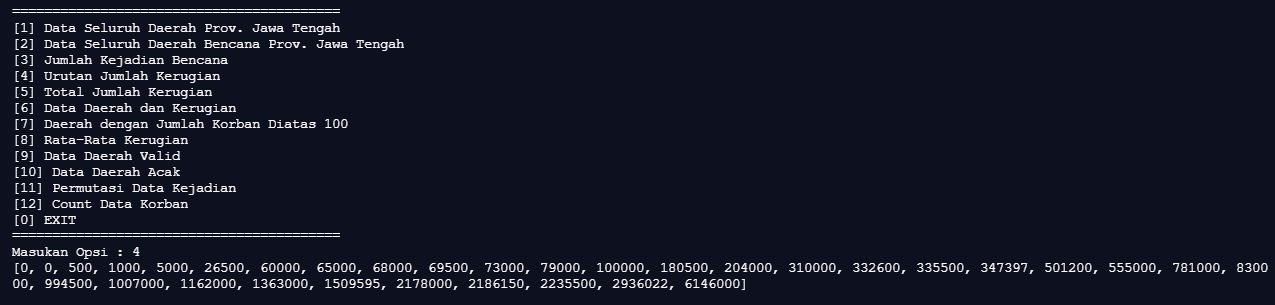 =========================================
[1] Data Seluruh Daerah Prov. Jawa Tengah
[2] Data Seluruh Daerah Bencana Prov. Jawa Tengah
[3] Jumlah Kejadian Bencana
[4] Urutan Jumlah Kerugian
[5] Total Jumlah Kerugian
[6] Data Daerah dan Kerugian
[7] Daerah dengan Jumlah Korban Diatas 100
[8] Rata-Rata Kerugian
[9] Data Daerah Valid
[10] Data Daerah Acak
[11] Permutasi Data Kejadian
[12] Count Data Korban
[0] EXIT
=========================================
Masukan Opsi : 4
[0, 0, 500, 1000, 5000, 26500, 60000, 65000, 68000, 69500, 73000, 79000, 100000, 180500, 204000, 310000, 332600, 335500, 347397, 501200, 555000, 781000, 8300
00, 994500, 1007000, 1162000, 1363000, 1509595, 2178000, 2186150, 2235500, 2936022, 6146000]